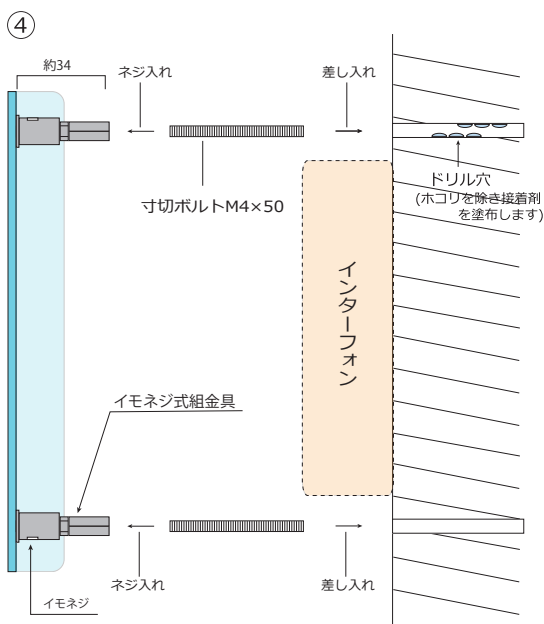 ④
約34
ネジ入れ
差し入れ
寸切ボルトM4×50
ドリル穴
(ホコリを除き接着剤
を塗布します)
インターフォン
イモネジ式組金具
ネジ入れ
差し入れ
イモネジ